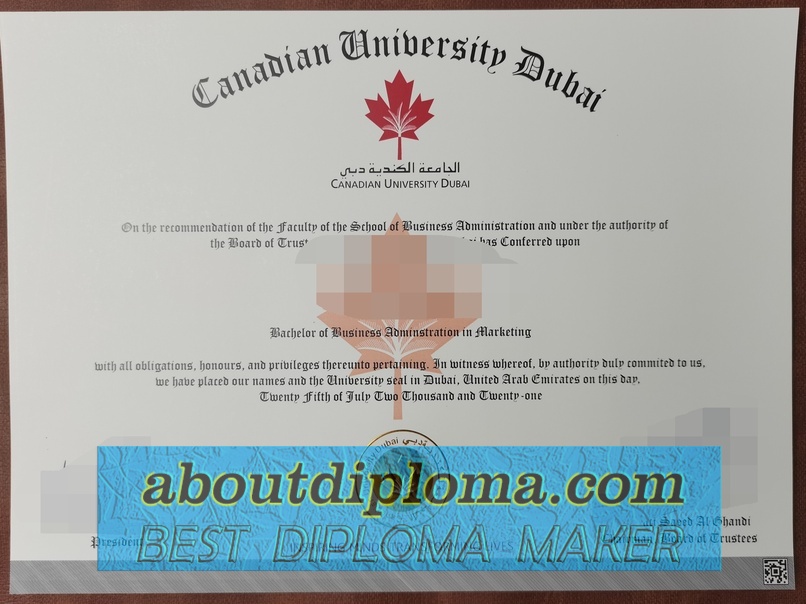 Canadian University Dubai
الجامعة الكندية دبي
CANADIAN UNIVERSITY DUBAI
On the recommendation of the Faculty of the School of Business Administration and under the authority of
the Board of has Conferred upon
Bachelor of Business Adminstration in Marketing
with all obligations, honours, and privileges thereunto pertaining. In witness whereof, by authority duly commited to us,
we have placed our names and the University seal in Dubai, United Arab Emirates on this day,
Twenty Fifth of July Two Thousand and Twenty-one
aboutdiploma.com
Sayed Al Ghandi
President Board of Trustees
BEST DIPLOMA MAKER